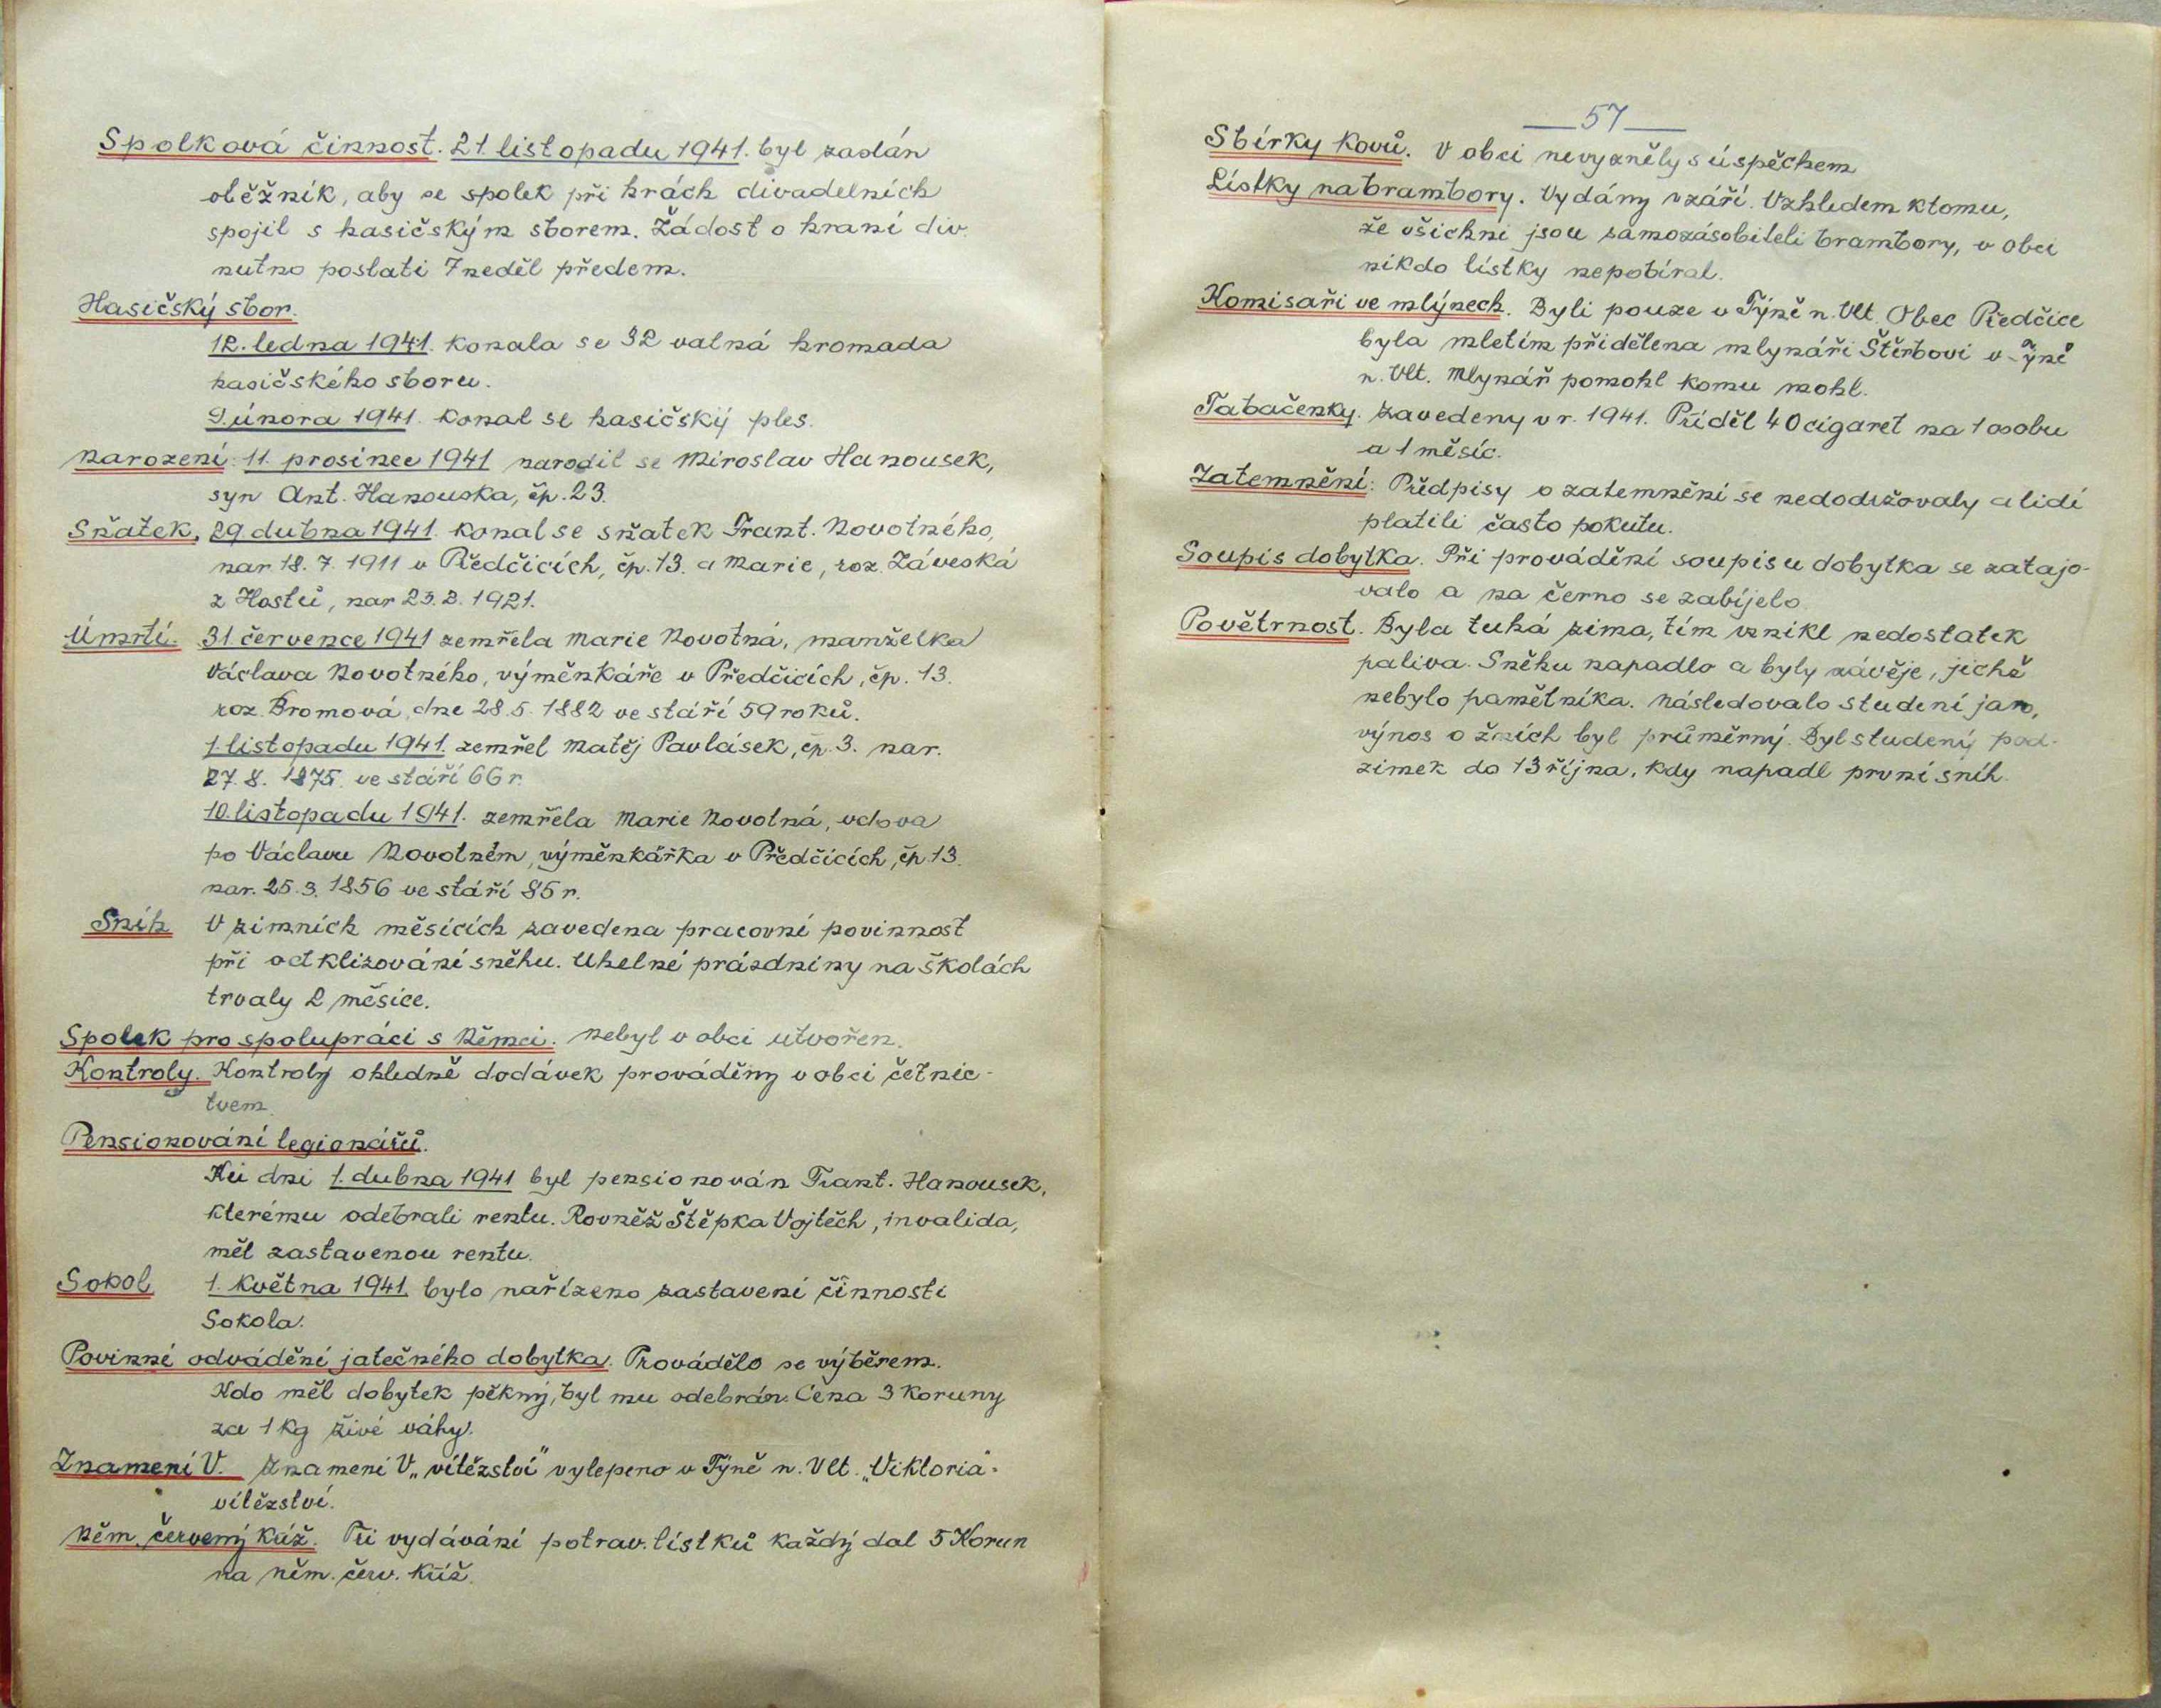 Spolková činnost. 21. listopadu 1941. byl zaslán
oběžník, aby se spolek při hrách divadelních
spojil s hasičským sborem. Žádost o hraní div.
nutno poslati 7 neděl předem.
Hasičský sbor.
12. ledna 1941. konala se 32 valná hromada
hasičského sboru.
9. února 1941. konal se hasičský ples.
Narození: 11. prosinec 1941 narodil se Miroslav Hanousek,
syn Ant. Hanouska, čp. 23.
Sňatek, 29. dubna 1941. konal se sňatek Frant. Novotného,
nar. 18. 7. 1911 v Předčicích, čp. 13. a Marie, roz. Záveská
z Hostů, nar 23. 2. 1921.
Úmrtí. 31. července 1941 zemřela Marie Novotná, manželka
Václava Novotného, výměnkáře v Předčicích, čp. 13.
roz. Bromová, dne 28. 5. 1882 ve stáří 59 roků.
1. listopadu 1941. zemřel Matěj Pavlásek, čp. 3. nar.
27. 8. 1875. ve stáří 66 r.
10. listopadu 1941. zemřela Marie Novotná, vdova
po Václavu Novotném, výměnkářka v Předčicích, čp. 13.
nar. 25. 3. 1856 ve stáří 85 r.
Sníh V zimních měsících zavedena pracovní povinnost
při odklizování sněhu. Uhelné prázdniny na školách
trvaly 2 měsíce.
Spolek pro spolupráci s Němci. Nebyl v obci utvořen.
Kontroly. Kontroly ohledně dodávek prováděny v obci četnic-
tvem.
Pensionování legionářů.
Ku dni 1. dubna 1941 byl pensionován Frant. Hanousek,
kterému odebrali rentu. Rovněž Štěpka Vojtěch, invalida,
měl zastavenou rentu.
Sokol 1. května 1941. bylo nařízeno zastavení činnosti
Sokola.
Povinné odvádění jatečného dobytka. Provádělo se výběrem.
Kdo měl dobytek pěkný, byl mu odebrán. Cena 3 koruny
za 1 kg živé váhy.
Znamení V. Znamení V „vítězství" vylepeno v Týně n. Vlt. „Viktoria"
vítězství.
Něm. červený kříž. Při vydávání potrav. lístků každý dal 5 Korun
na něm. červ. kříž.
57
Sbírky kovů. V obci nevyzněly s úspěchem
Lístky na brambory. Vydány v září. Vzhledem k tomu,
že všichni jsou samozásobiteli brambory, v obci
nikdo lístky nepobíral.
Komisaři ve mlýnech. Byli pouze v Týně n. Vlt. Obec Předčice
byla mletím přidělena mlynáři Štěrbovi v Týně
n. Vlt. Mlynář pomohl komu mohl.
Tabačenky. Zavedeny v r. 1941. Příděl 40 cigaret na 1 osobu
a 1 měsíc.
Zatemnění: Předpisy o zatemnění se nedodržovaly a lidí
platili často pokutu.
Soupis dobytka. Při provádění soupisu dobytka se zatajo-
valo a na černo se zabíjelo.
Povětrnost. Byla tuhá zima, tím vznikl nedostatek
paliva. Sněhu napadlo a byly závěje, jichž
nebylo pamětníka. Následovalo studení jaro,
výnos o žních byl průměrný. Byl studený pod-
zimek do 13 října, kdy napadl první sníh.